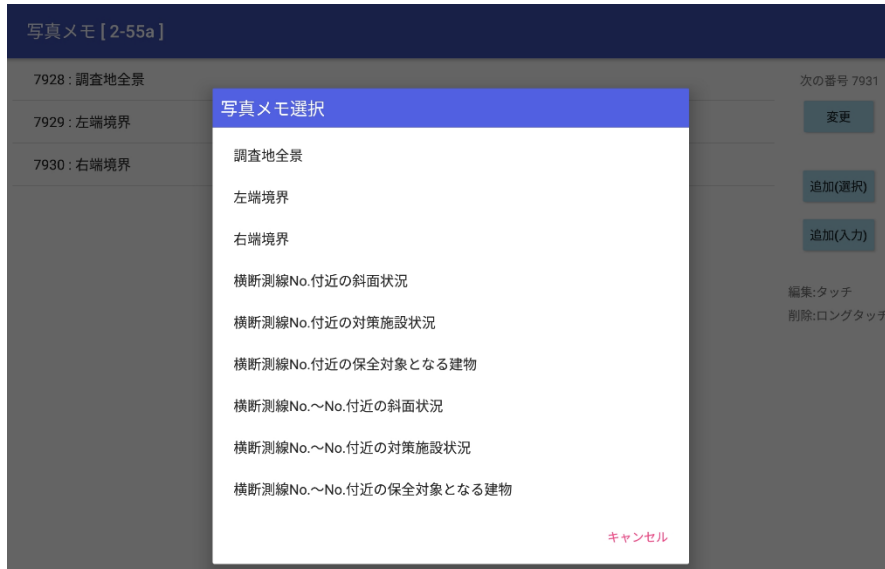 写真メモ [ 2-55a ]
7928 : 調査地全景
7929 : 左端境界
7930 : 右端境界
次の番号 7931
変更
追加(選択)
追加(入力)
編集:タッチ
削除:ロングタッチ
写真メモ選択
調査地全景
左端境界
右端境界
横断測線No.付近の斜面状況
横断測線No.付近の対策施設状況
横断測線No.付近の保全対象となる建物
横断測線No.〜No.付近の斜面状況
横断測線No.〜No.付近の対策施設状況
横断測線No.〜No.付近の保全対象となる建物
キャンセル